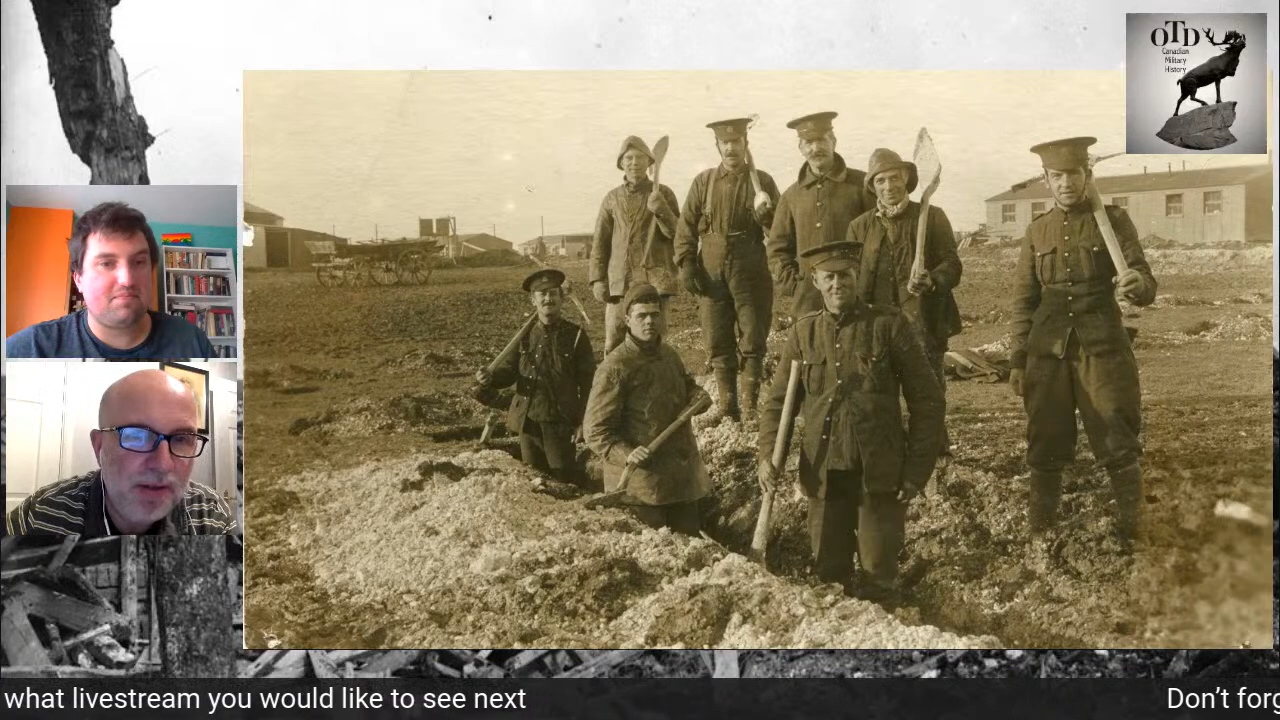 OTD
Canadian
Military
History
what livestream you would like to see next
Don’t forg